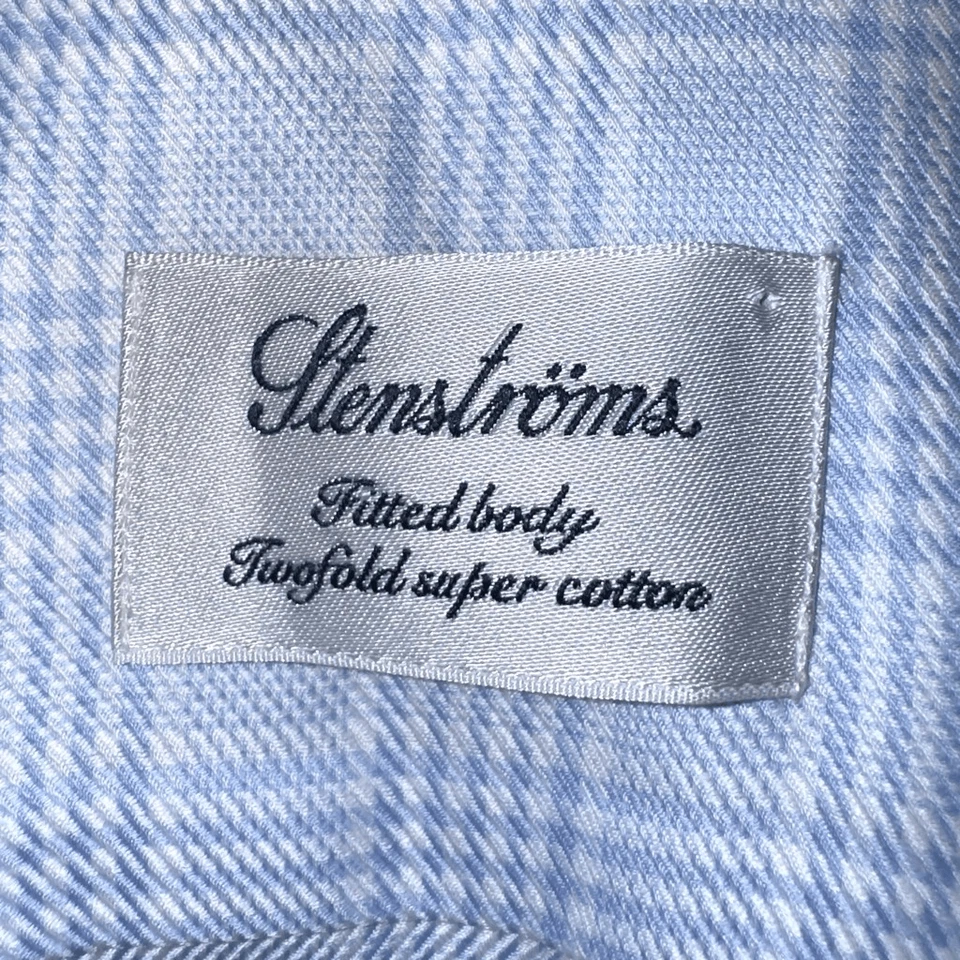 Stenströms
Fitted body
Twofold super cotton